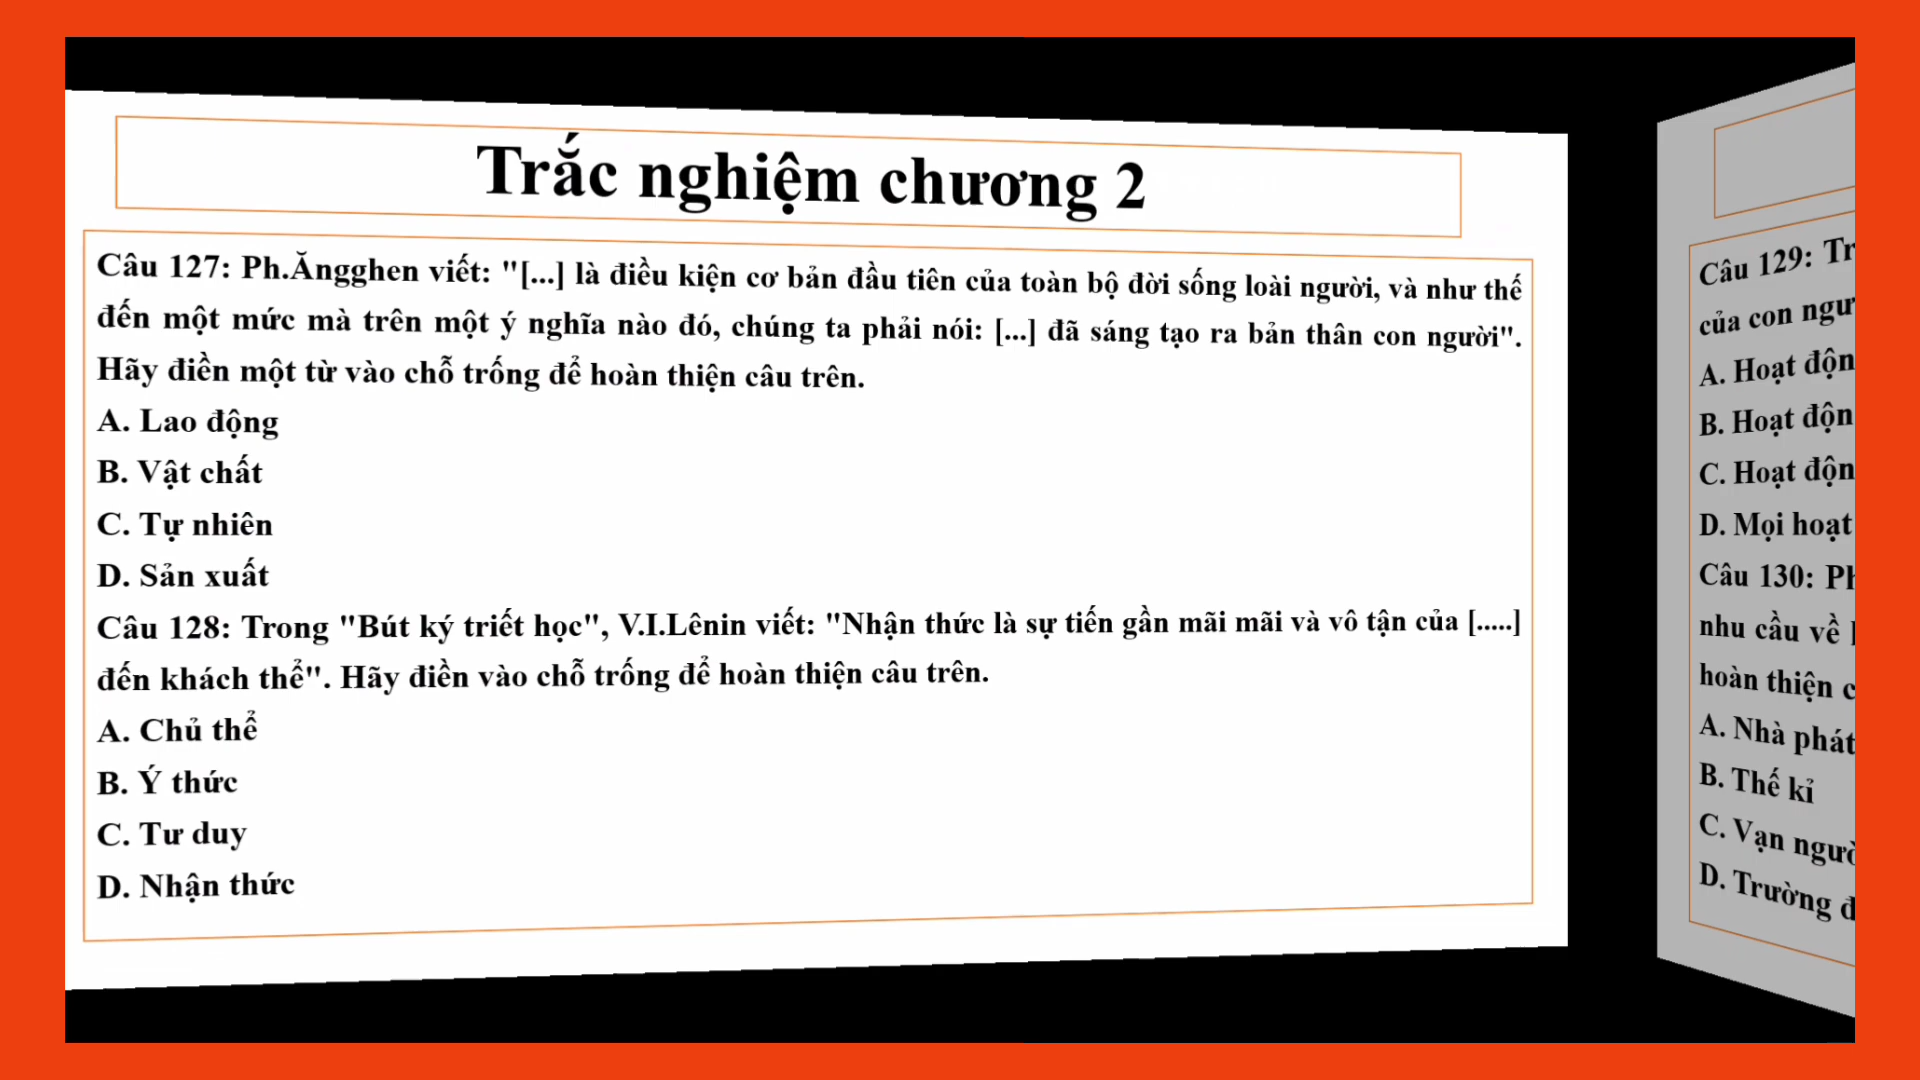 Trắc nghiệm chương 2
Câu 127: Ph.Ăngghen viết: "[...] là điều kiện cơ bản đầu tiên của toàn bộ đời sống loài người, và như thế
đến một mức mà trên một ý nghĩa nào đó, chúng ta phải nói: [...] đã sáng tạo ra bản thân con người".
Hãy điền một từ vào chỗ trống để hoàn thiện câu trên.
A. Lao động
B. Vật chất
C. Tự nhiên
D. Sản xuất
Câu 128: Trong "Bút ký triết học", V.I.Lênin viết: "Nhận thức là sự tiến gần mãi mãi và vô tận của [.....]
đến khách thể". Hãy điền vào chỗ trống để hoàn thiện câu trên.
A. Chủ thể
B. Ý thức
C. Tư duy
D. Nhận thức
Câu 129:
của con
A. Hoạt
B. Hoạt
C. Hoạt
D. Mọi hoạt
Câu 130:
nhu cầu về
hoàn thiện
A. Nhà phát
B. Thế kỉ
C. Vạn
D. Trường